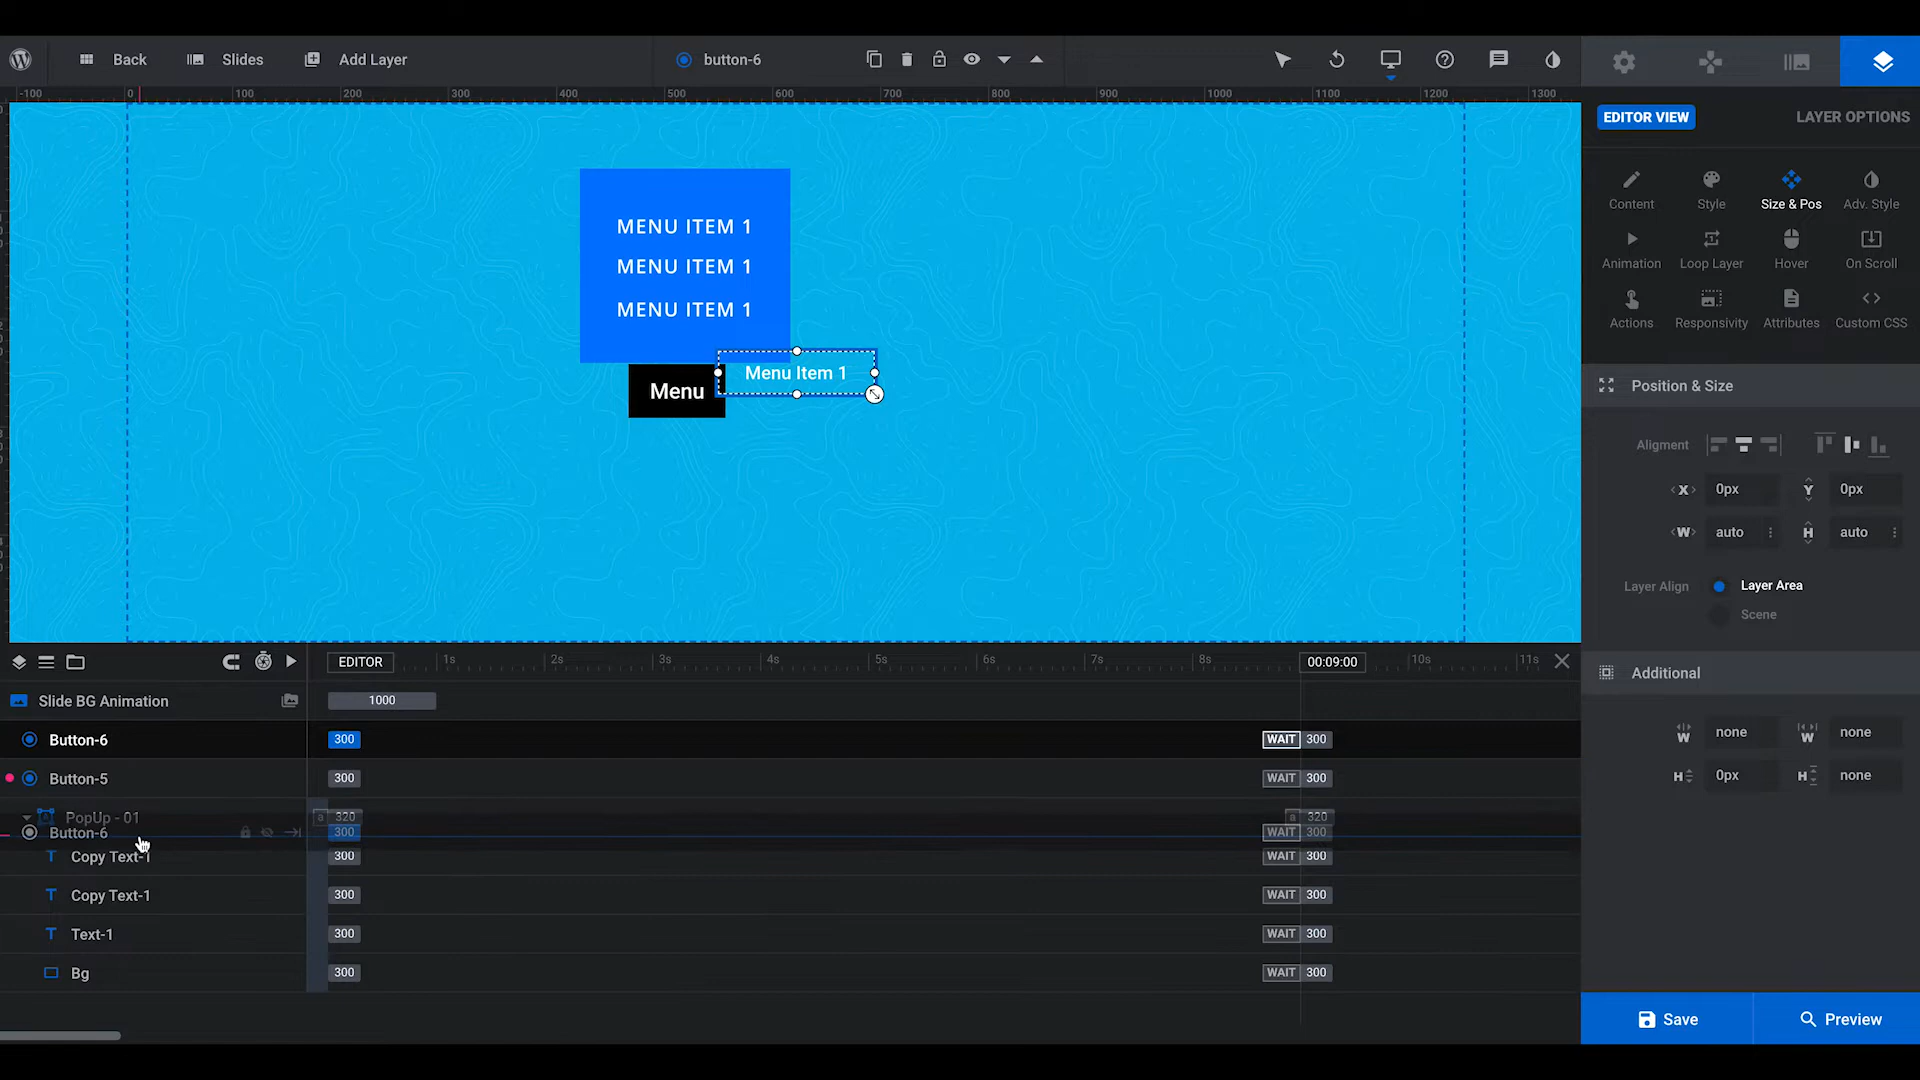 Back
Slides
Add Layer
button-6
-100 0 100 200 300 400 500 600 700 800 900 1000 1100 1200 1300
EDITOR VIEW
LAYER OPTIONS
Content
Style
Size & Pos
Adv. Style
Animation
Loop Layer
Hover
On Scroll
Actions
Responsivity
Attributes
Custom CSS
MENU ITEM 1
MENU ITEM 1
MENU ITEM 1
Menu Item 1
Menu
Position & Size
Aligment
X 0px Y 0px
W auto H auto
Layer Align Layer Area
Scene
Additional
W none W none
H 0px H none
EDITOR 1s 2s 3s 4s 5s 6s 7s 8s 00:09:00 10s 11s
Slide BG Animation 1000
Button-6 300 WAIT 300
Button-5 300 WAIT 300
PopUp - 01 a 320 a 320
Button-6 300 WAIT 300
Copy Text-1 300 WAIT 300
Copy Text-1 300 WAIT 300
Text-1 300 WAIT 300
Bg 300 WAIT 300
Save
Preview